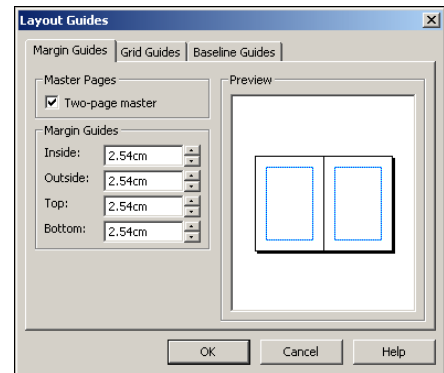 Layout Guides
Margin Guides Grid Guides Baseline Guides
Master Pages
Two-page master
Margin Guides
Inside: 2.54cm
Outside: 2.54cm
Top: 2.54cm
Bottom: 2.54cm
Preview
OK Cancel Help